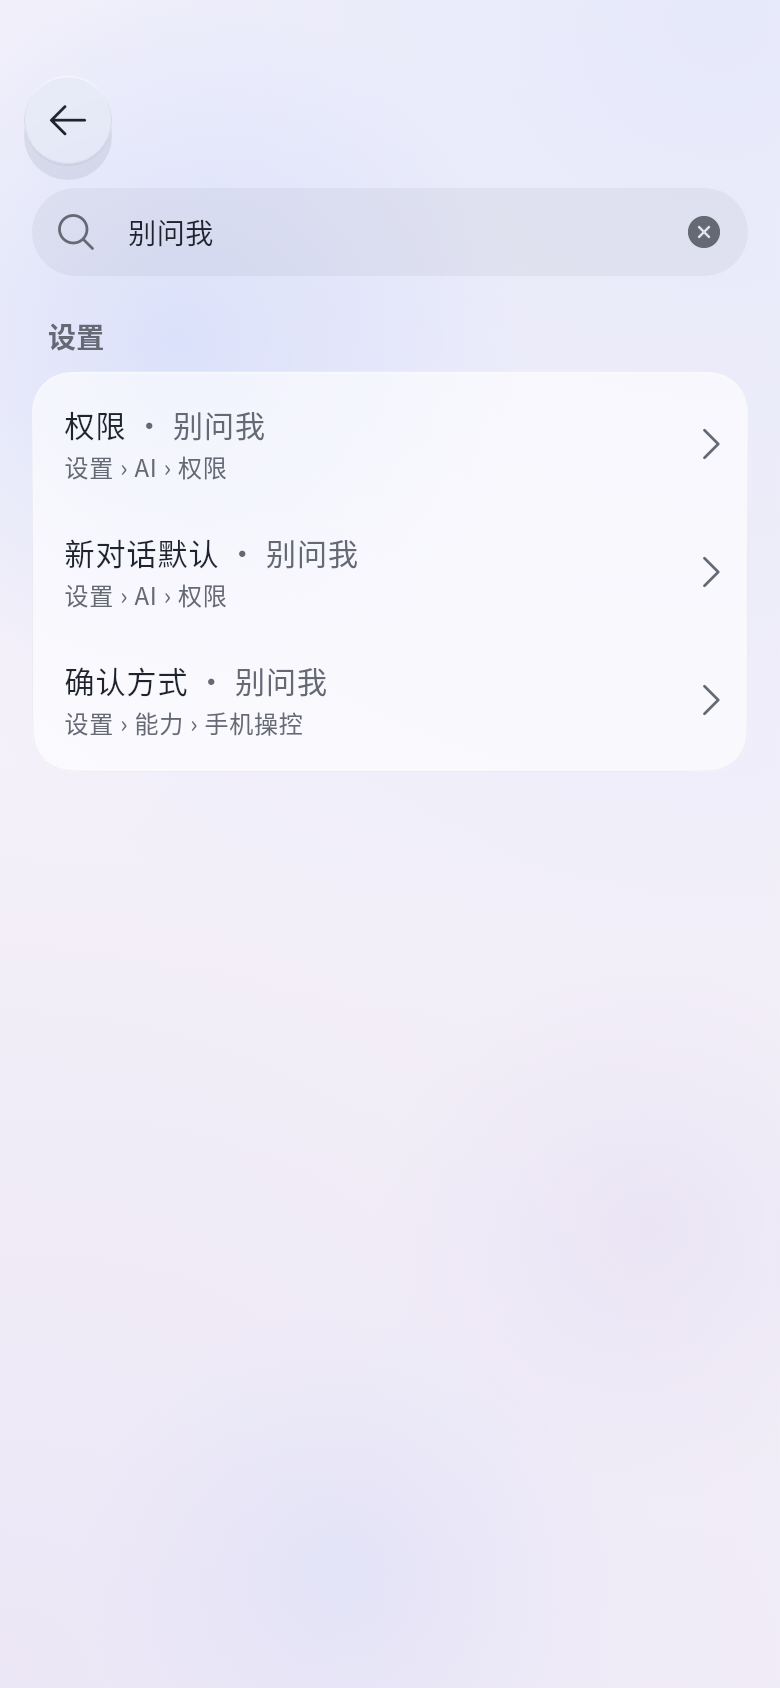 别问我
设置
权限 · 别问我
设置 › AI › 权限
新对话默认 · 别问我
设置 › AI › 权限
确认方式 · 别问我
设置 › 能力 › 手机操控